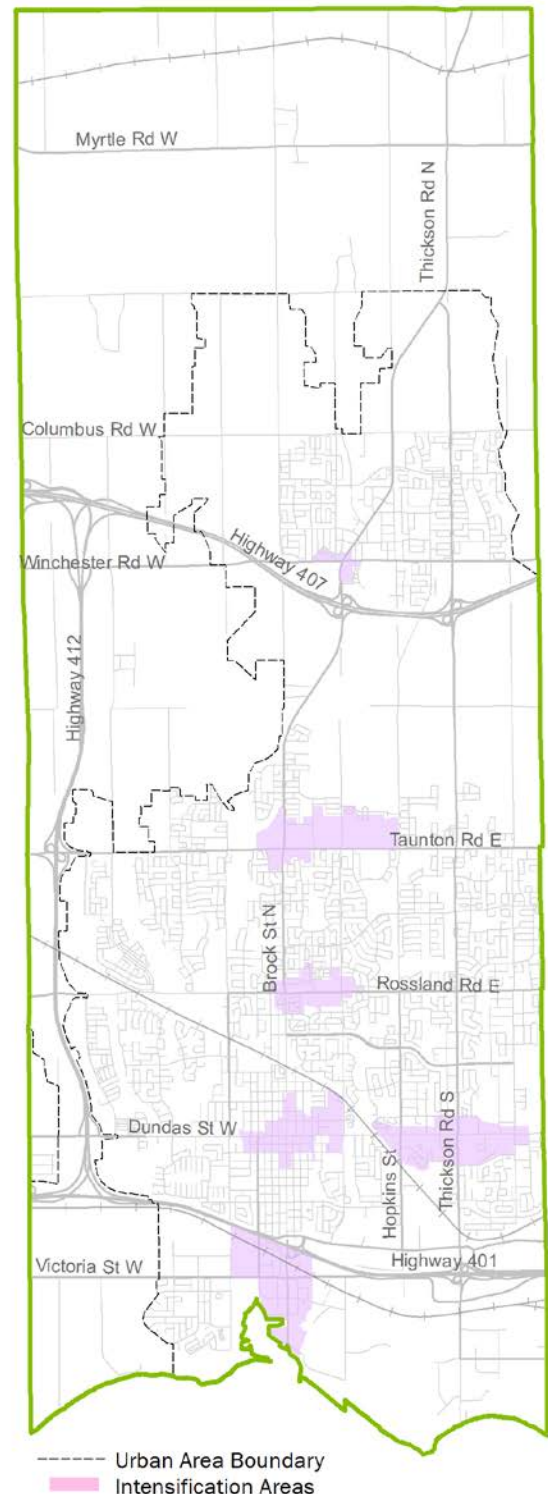 Myrtle Rd W
Thickson Rd N
Columbus Rd W
Highway 407
Winchester Rd W
Highway 412
Taunton Rd E
Brock St N
Rossland Rd E
Dundas St W
Thickson Rd S
Hopkins St
Highway 401
Victoria St W
Urban Area Boundary
Intensification Areas